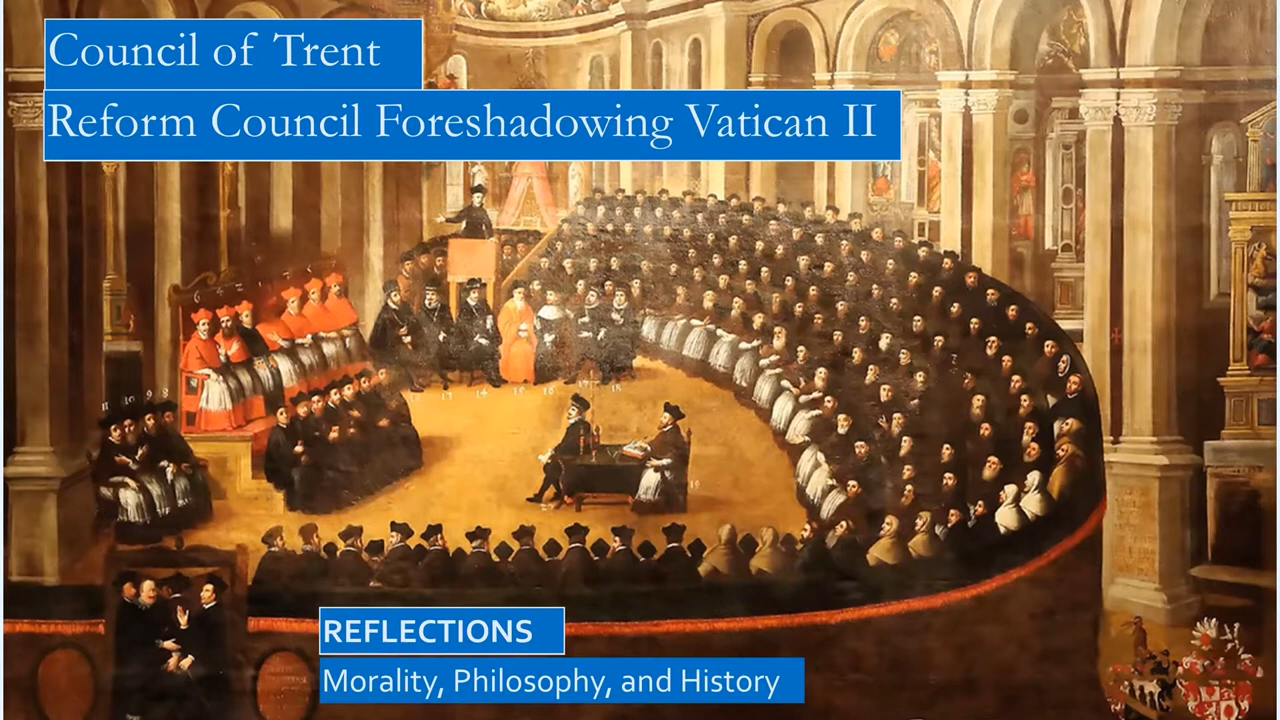 Council of Trent
Reform Council Foreshadowing Vatican II
REFLECTIONS
Morality, Philosophy, and History